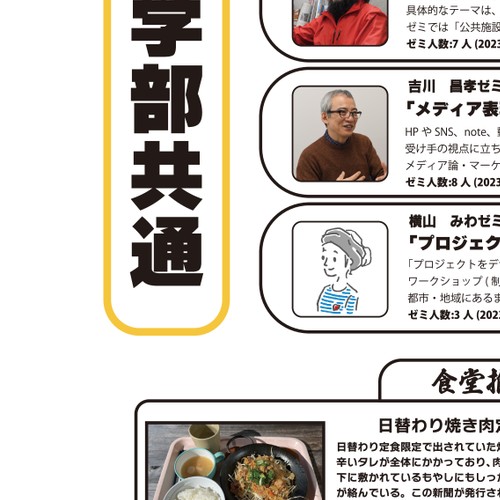 学部共通
具体的なテーマは、
ゼミでは「公共施設
ゼミ人数:7 人 (2023
吉川　昌孝ゼミ
「メディア表
HP や SNS、note、
受け手の視点に立ち
メディア論・マーケ
ゼミ人数:8 人 (2023
横山　みわゼミ
「プロジェク
「プロジェクトをデ
ワークショップ ( 制
都市・地域にあるま
ゼミ人数:3 人 (2023
食堂
日替わり焼き肉定
日替わり定食限定で出されていた
辛いタレが全体にかかっており、肉
下に敷かれているもやしにもしっか
が絡んでいる。この新聞が発行さ